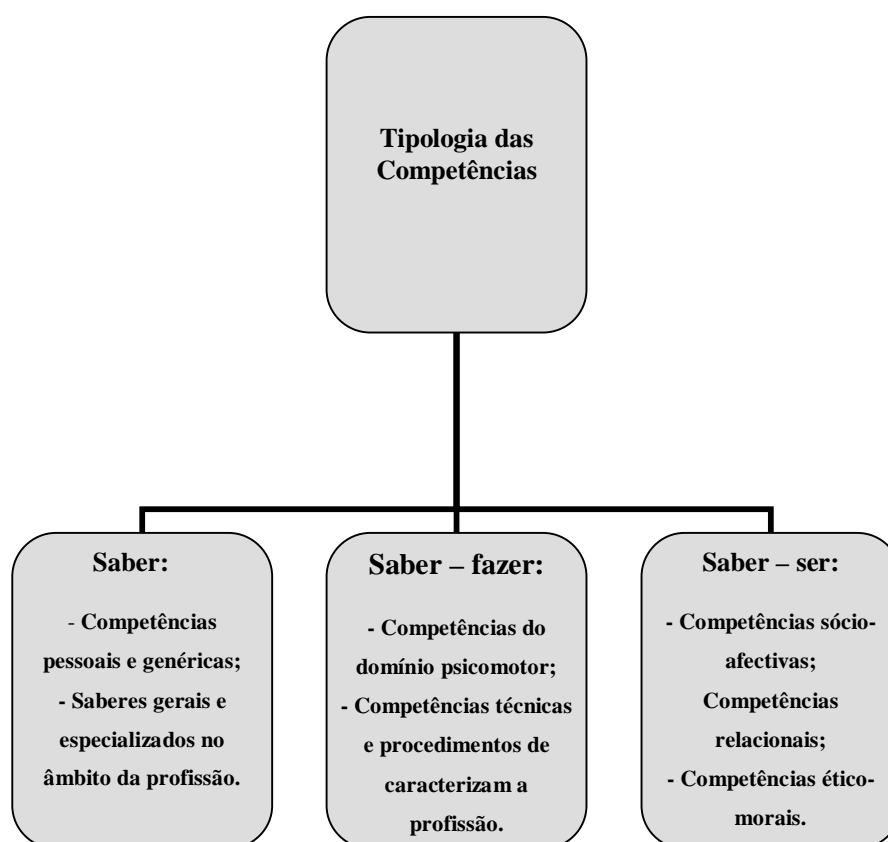 Tipologia das
Competências
Saber:
- Competências
pessoais e genéricas;
- Saberes gerais e
especializados no
âmbito da profissão.
Saber – fazer:
- Competências do
domínio psicomotor;
- Competências técnicas
e procedimentos de
caracterizam a
profissão.
Saber – ser:
- Competências sócio-
afectivas;
Competências
relacionais;
- Competências ético-
morais.